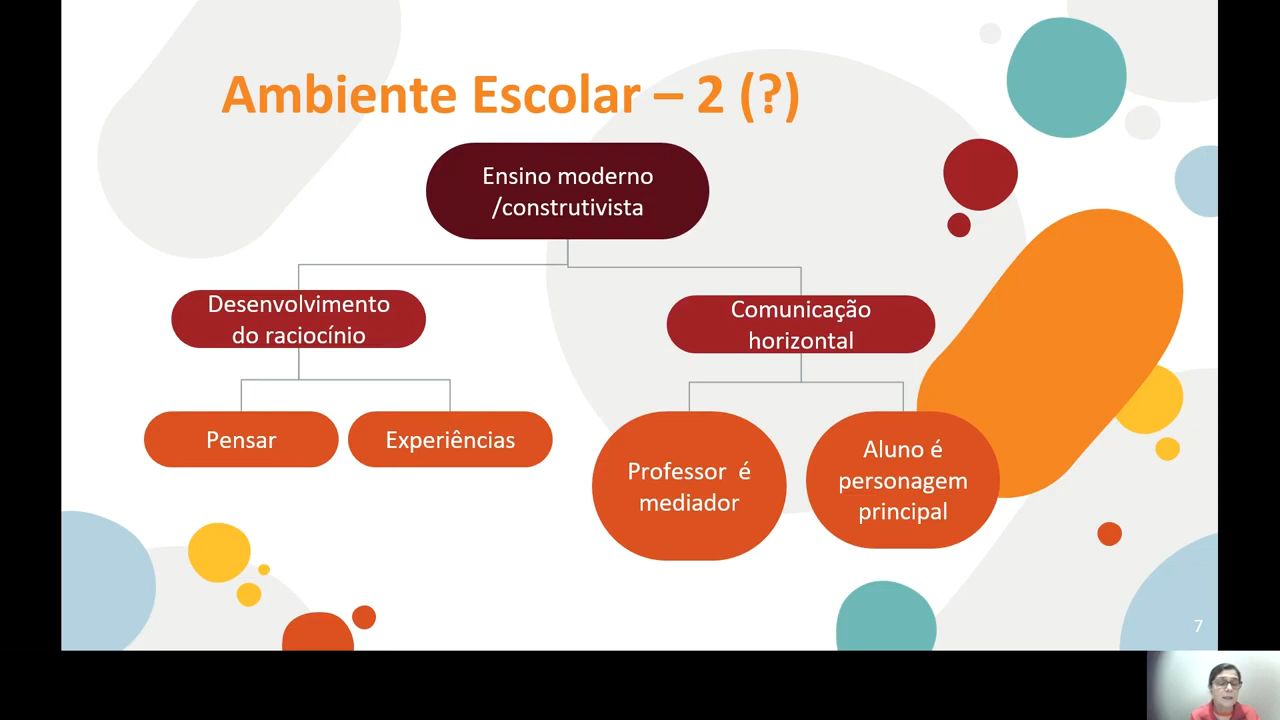 Ambiente Escolar – 2 (?)
Ensino moderno
/construtivista
Desenvolvimento
do raciocínio
Comunicação
horizontal
Pensar
Experiências
Professor é
mediador
Aluno é
personagem
principal
7